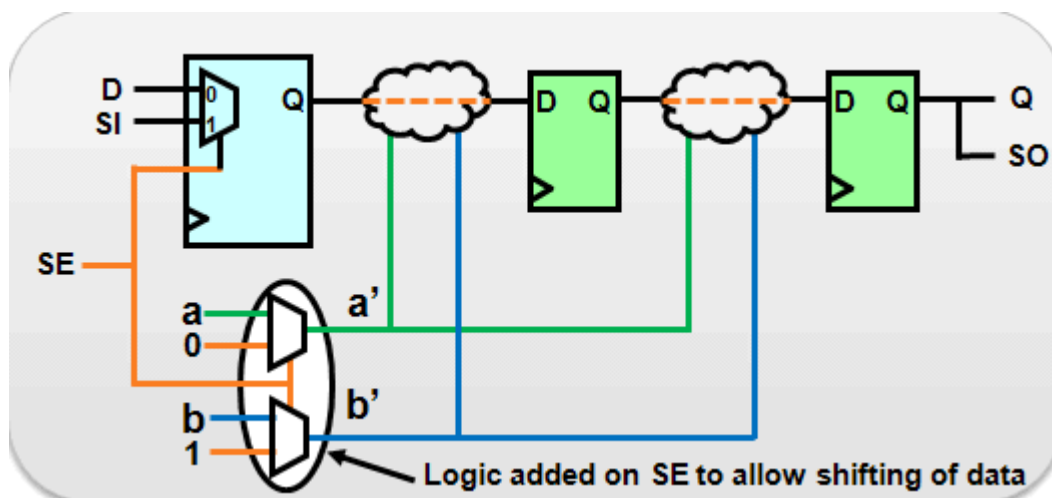 D
SI
0
1
Q
D
Q
D
Q
Q
SO
SE
a
0
a’
b
1
b’
Logic added on SE to allow shifting of data